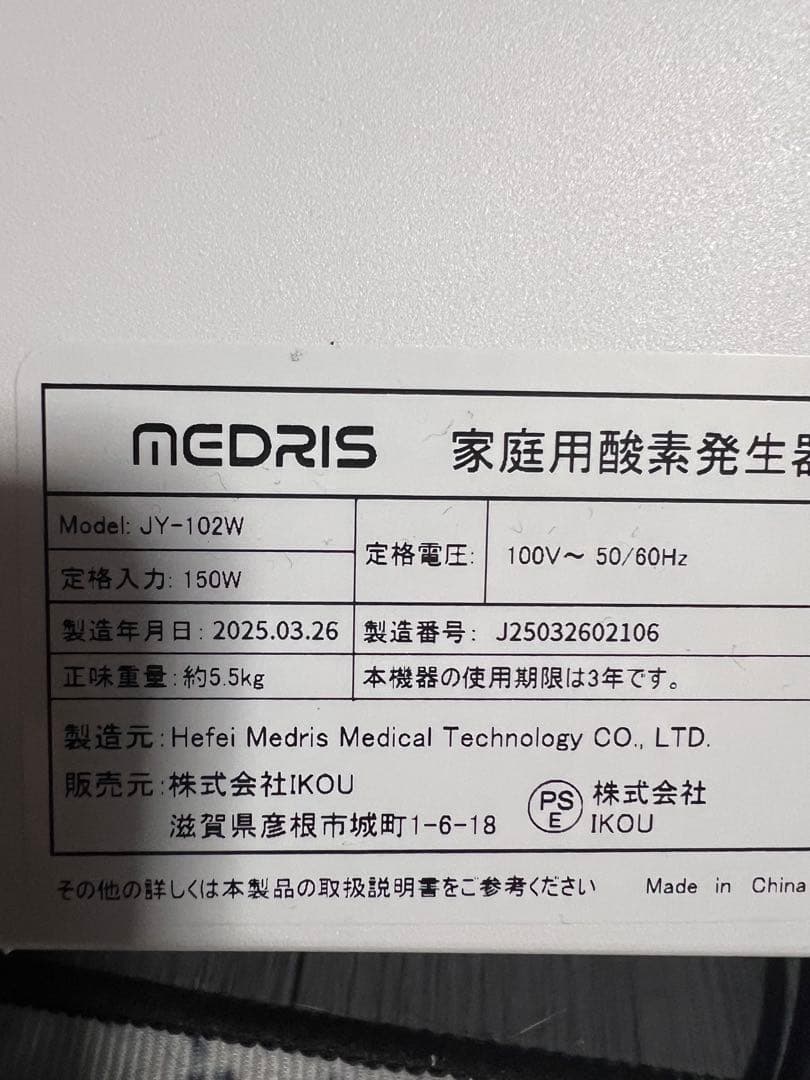 MEDRIS 家庭用酸素発生器
Model: JY-102W
定格入力: 150W
定格電圧: 100V～ 50/60Hz
製造年月日: 2025.03.26
製造番号: J25032602106
正味重量:約5.5kg
本機器の使用期限は3年です。
製造元:Hefei Medris Medical Technology CO., LTD.
販売元:株式会社IKOU
滋賀県彦根市城町1-6-18
PS
E
株式会社
IKOU
その他の詳しくは本製品の取扱説明書をご参考ください
Made in China